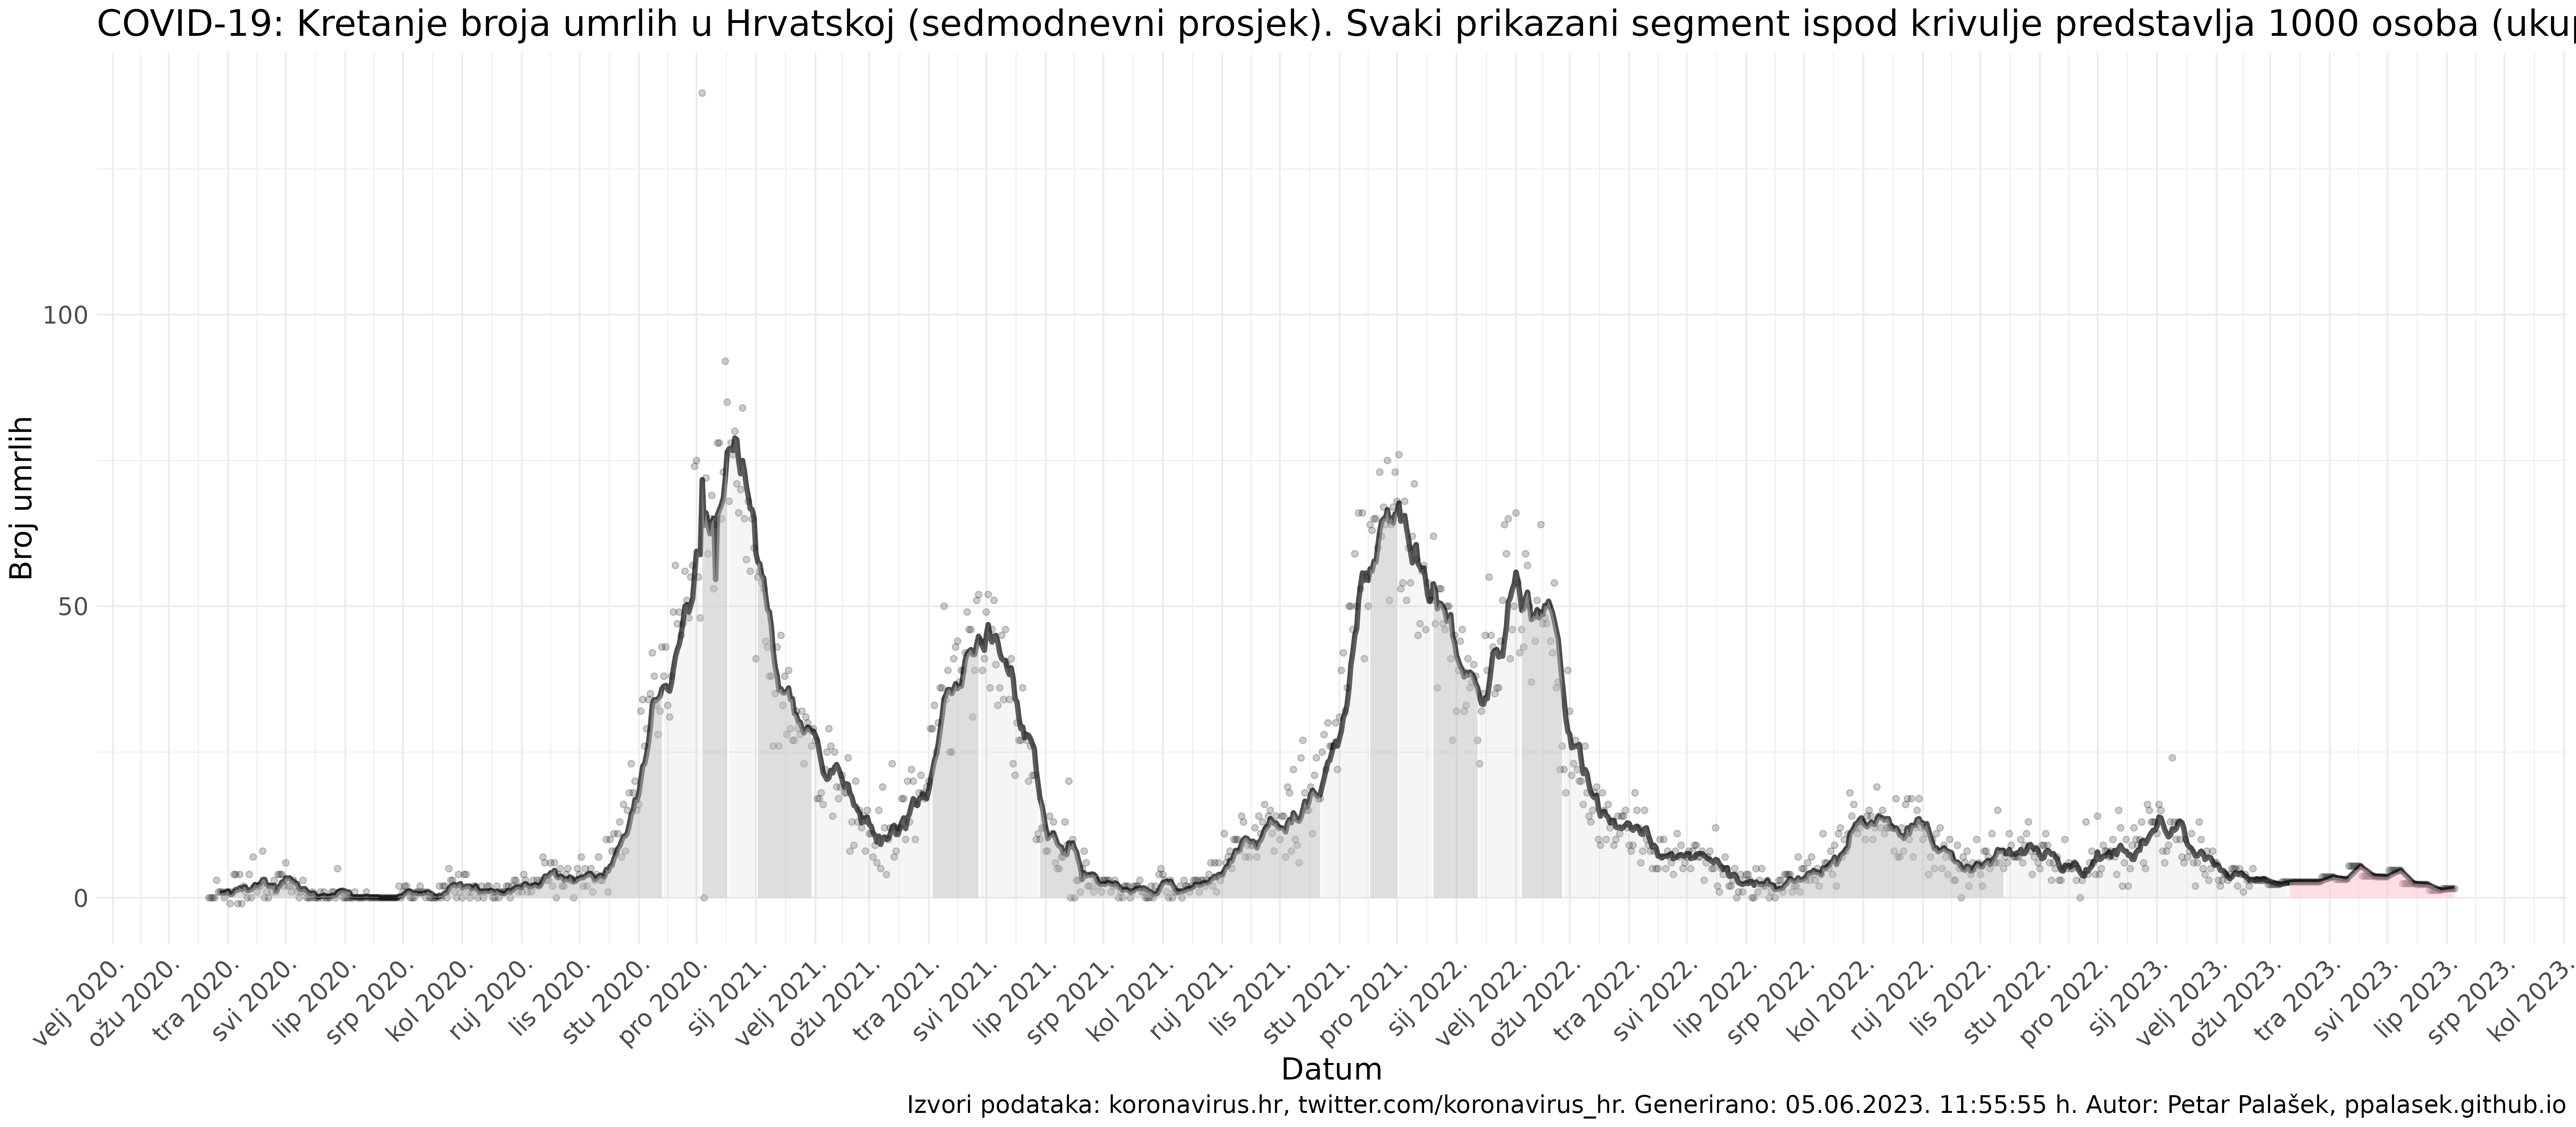 COVID-19: Kretanje broja umrlih u Hrvatskoj (sedmodnevni prosjek). Svaki prikazani segment ispod krivulje predstavlja 1000 osoba
Broj umrlih
100
50
0
velj 2020.
ožu 2020.
tra 2020.
svi 2020.
lip 2020.
srp 2020.
kol 2020.
ruj 2020.
lis 2020.
stu 2020.
pro 2020.
sij 2021.
velj 2021.
ožu 2021.
tra 2021.
svi 2021.
lip 2021.
srp 2021.
kol 2021.
ruj 2021.
lis 2021.
stu 2021.
pro 2021.
sij 2022.
velj 2022.
ožu 2022.
tra 2022.
svi 2022.
lip 2022.
srp 2022.
kol 2022.
ruj 2022.
lis 2022.
stu 2022.
pro 2022.
sij 2023.
velj 2023.
ožu 2023.
tra 2023.
svi 2023.
lip 2023.
srp 2023.
kol 2023.
Datum
Izvori podataka: koronavirus.hr, twitter.com/koronavirus_hr. Generirano: 05.06.2023. 11:55:55 h. Autor: Petar Palašek, ppalasek.github.io